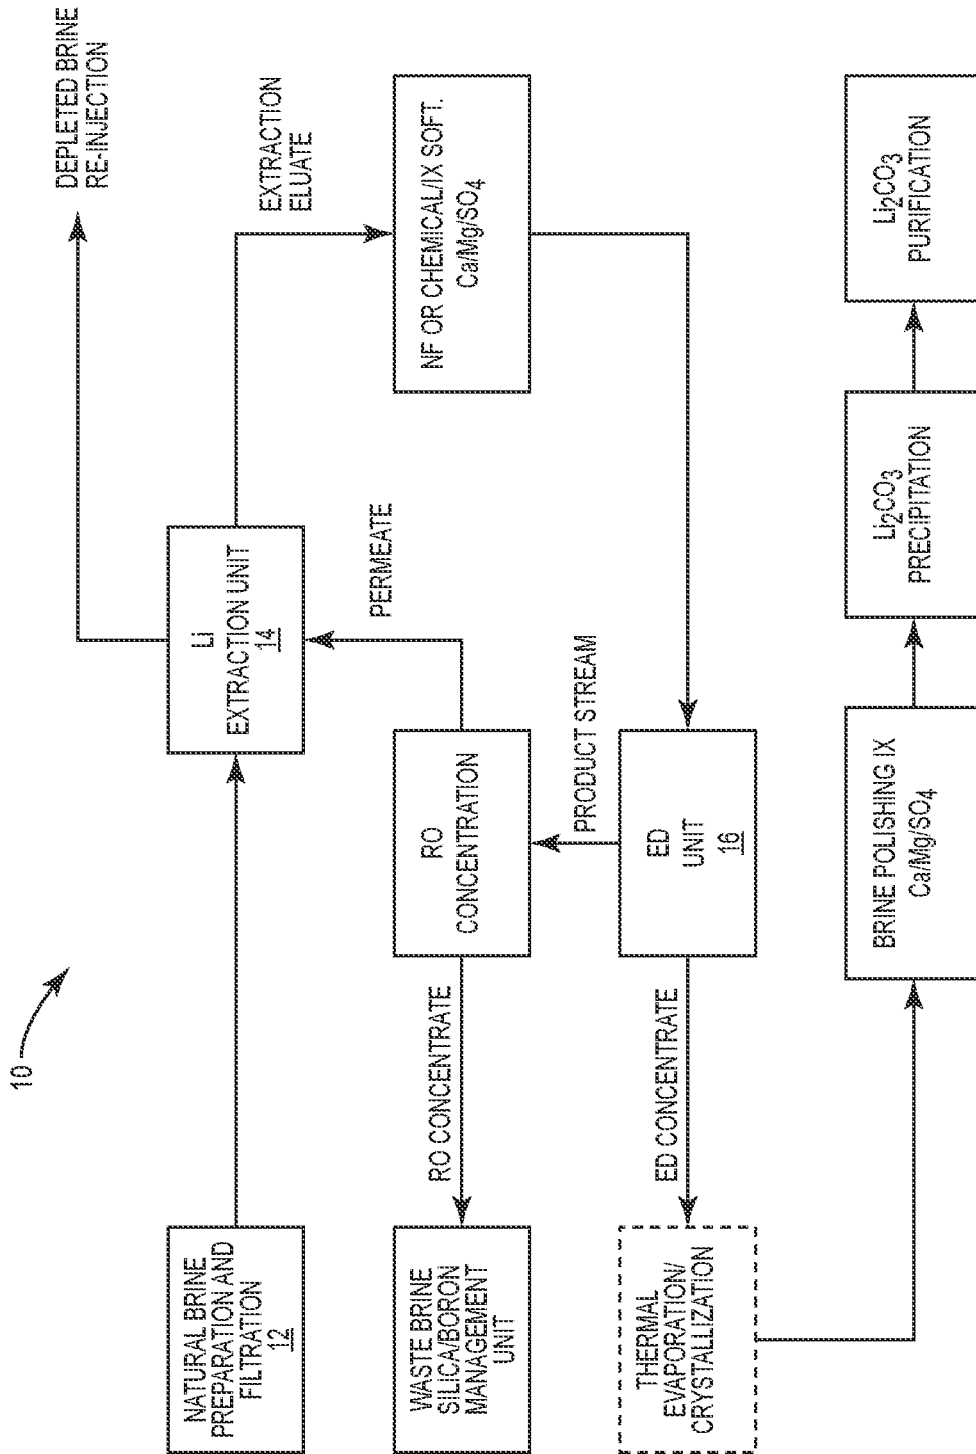 10
NATURAL BRINE
PREPARATION AND
FILTRATION
12
Li
EXTRACTION UNIT
14
DEPLETED BRINE
RE-INJECTION
EXTRACTION
ELUATE
WASTE BRINE
SILICA/BORON
MANAGEMENT
UNIT
RO CONCENTRATE
RO
CONCENTRATION
PERMEATE
NF OR CHEMICAL/IX SOFT.
Ca/Mg/SO₄
PRODUCT STREAM
THERMAL
EVAPORATION/
CRYSTALLIZATION
ED CONCENTRATE
ED
UNIT
16
BRINE POLISHING IX
Ca/Mg/SO₄
Li₂CO₃
PRECIPITATION
Li₂CO₃
PURIFICATION